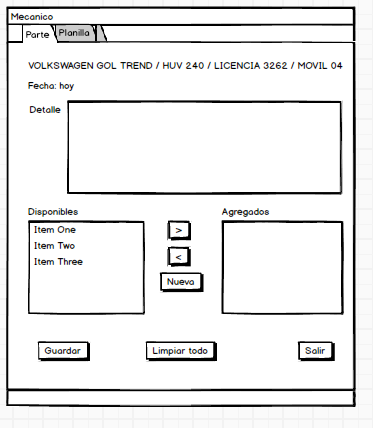 Mecanico
Parte Planilla
VOLKSWAGEN GOL TREND / HUV 240 / LICENCIA 3262 / MOVIL 04
Fecha: hoy
Detalle
Disponibles Agregados
Item One
Item Two
Item Three
>
<
Nueva
Guardar Limpiar todo Salir